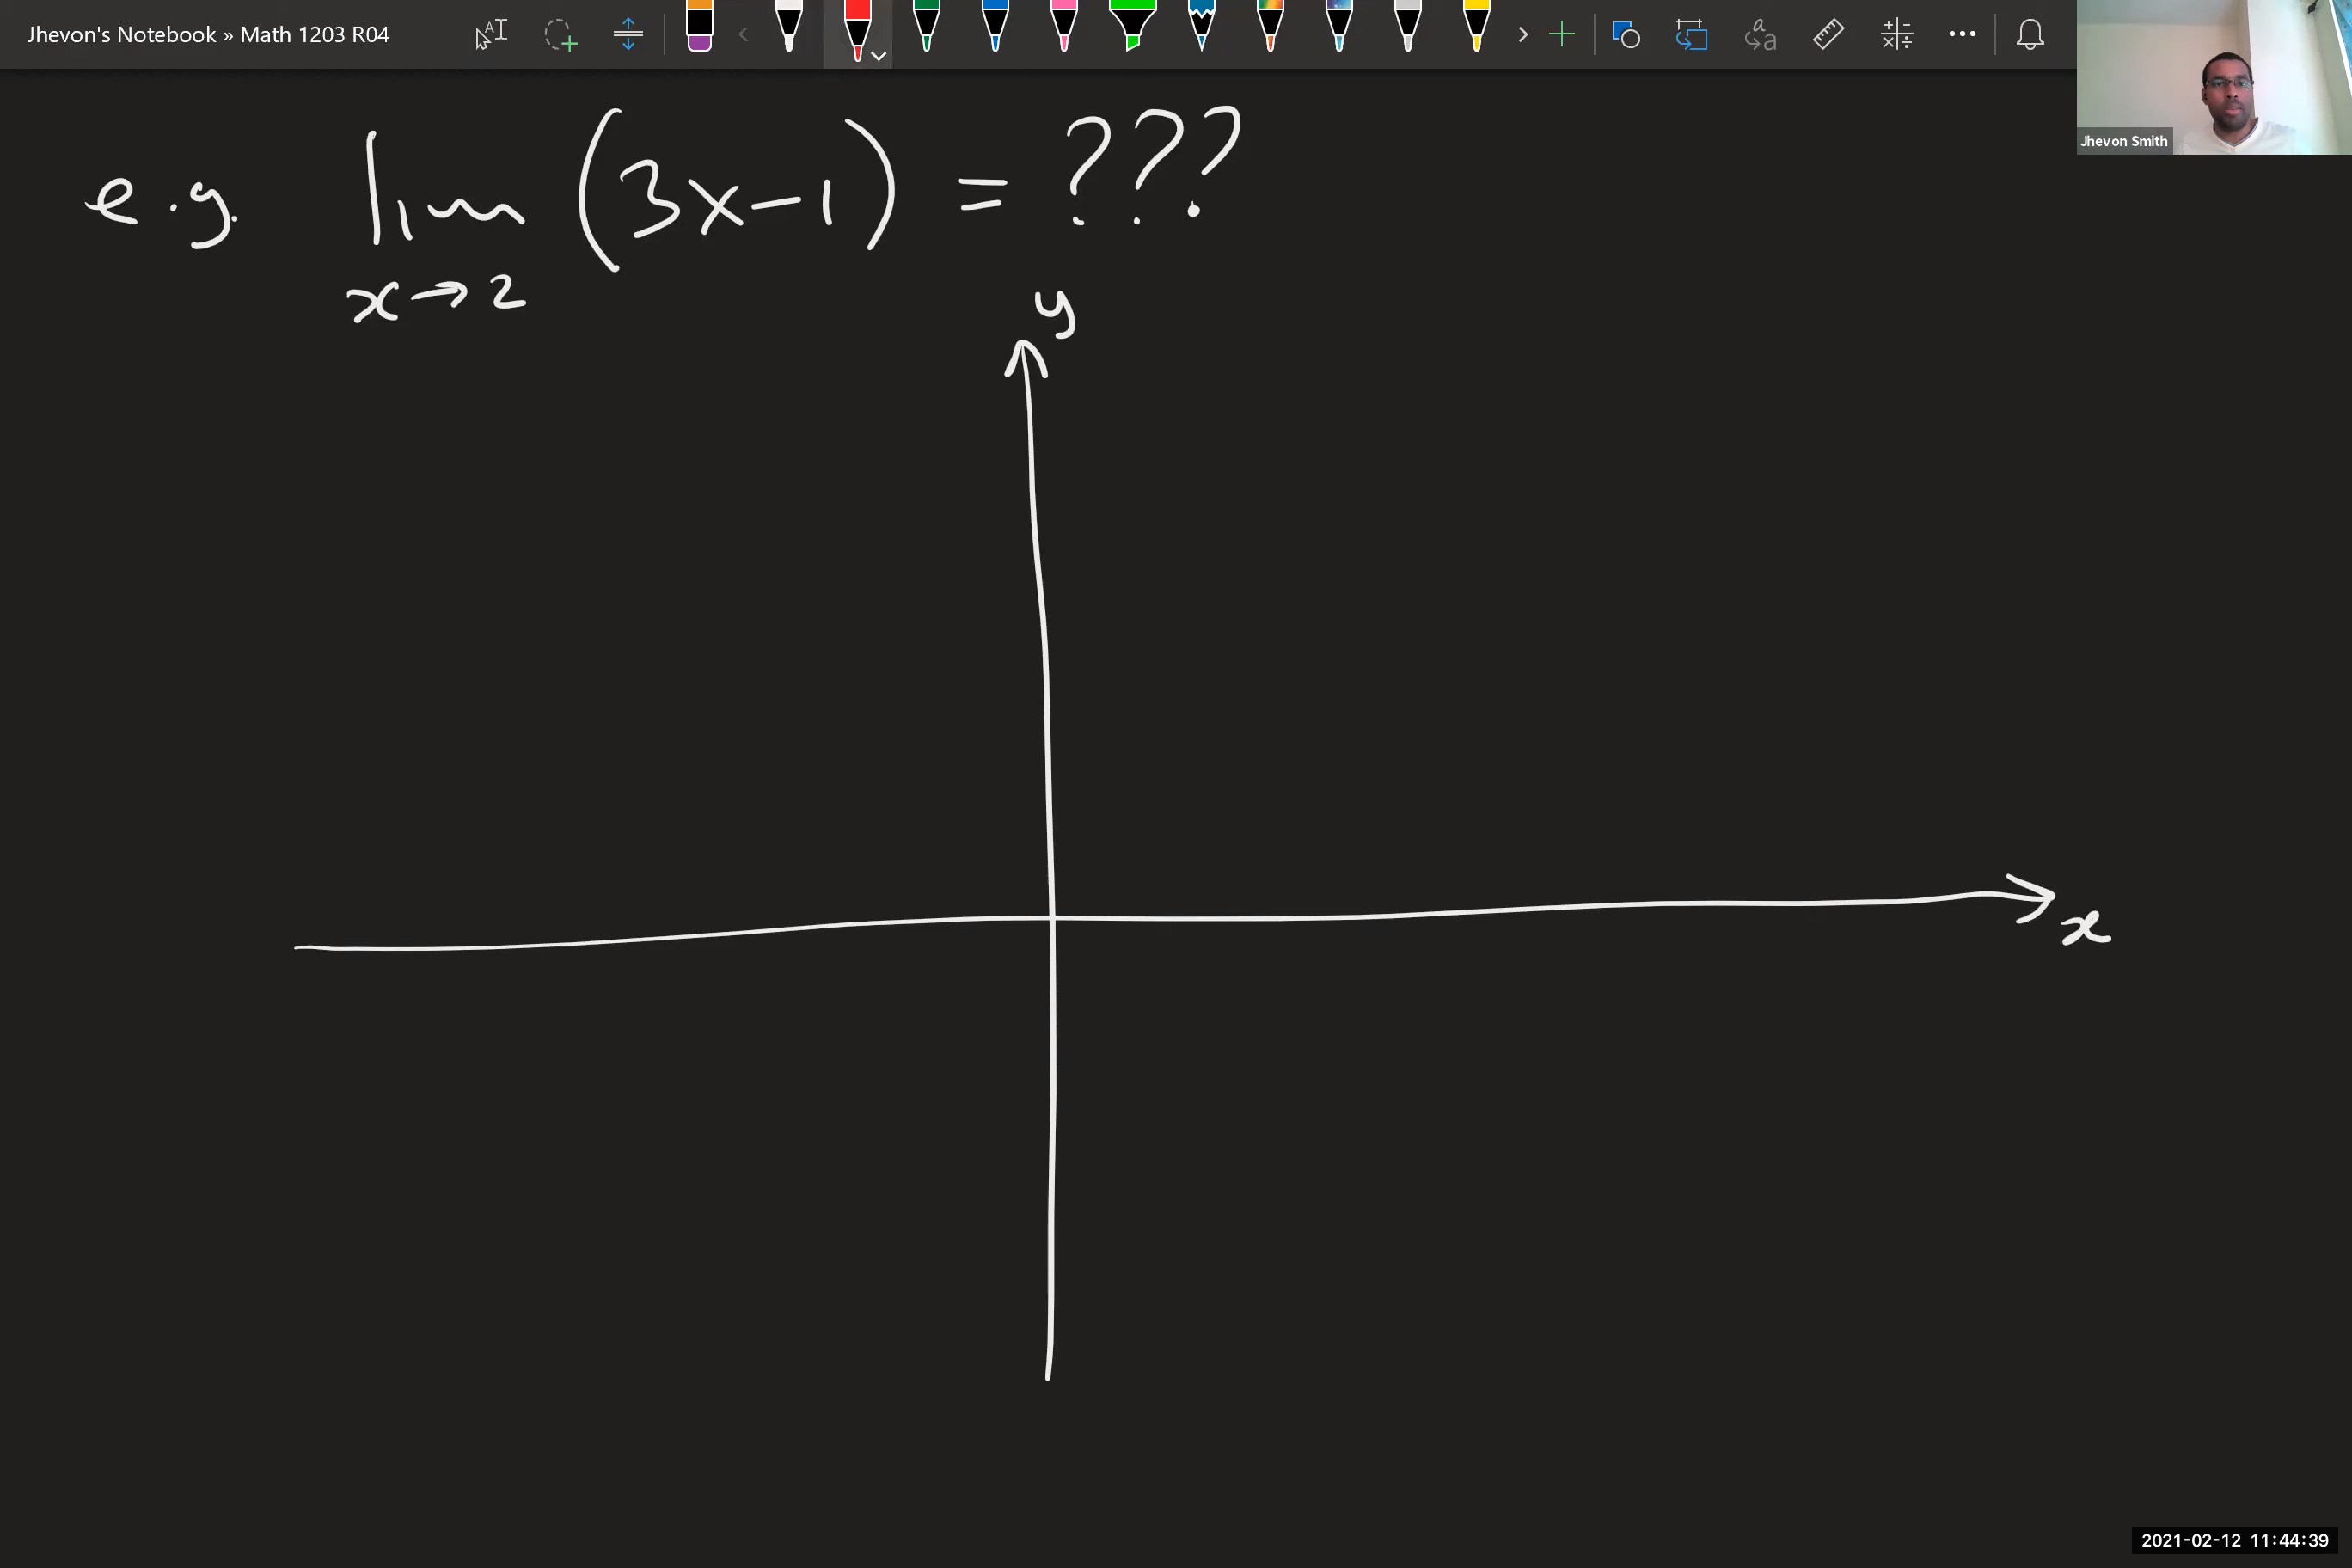 Jhevon's Notebook » Math 1203 R04
Jhevon Smith
e.g. lim (3x-1) = ???
x→2
y
x
2021-02-12 11:44:39